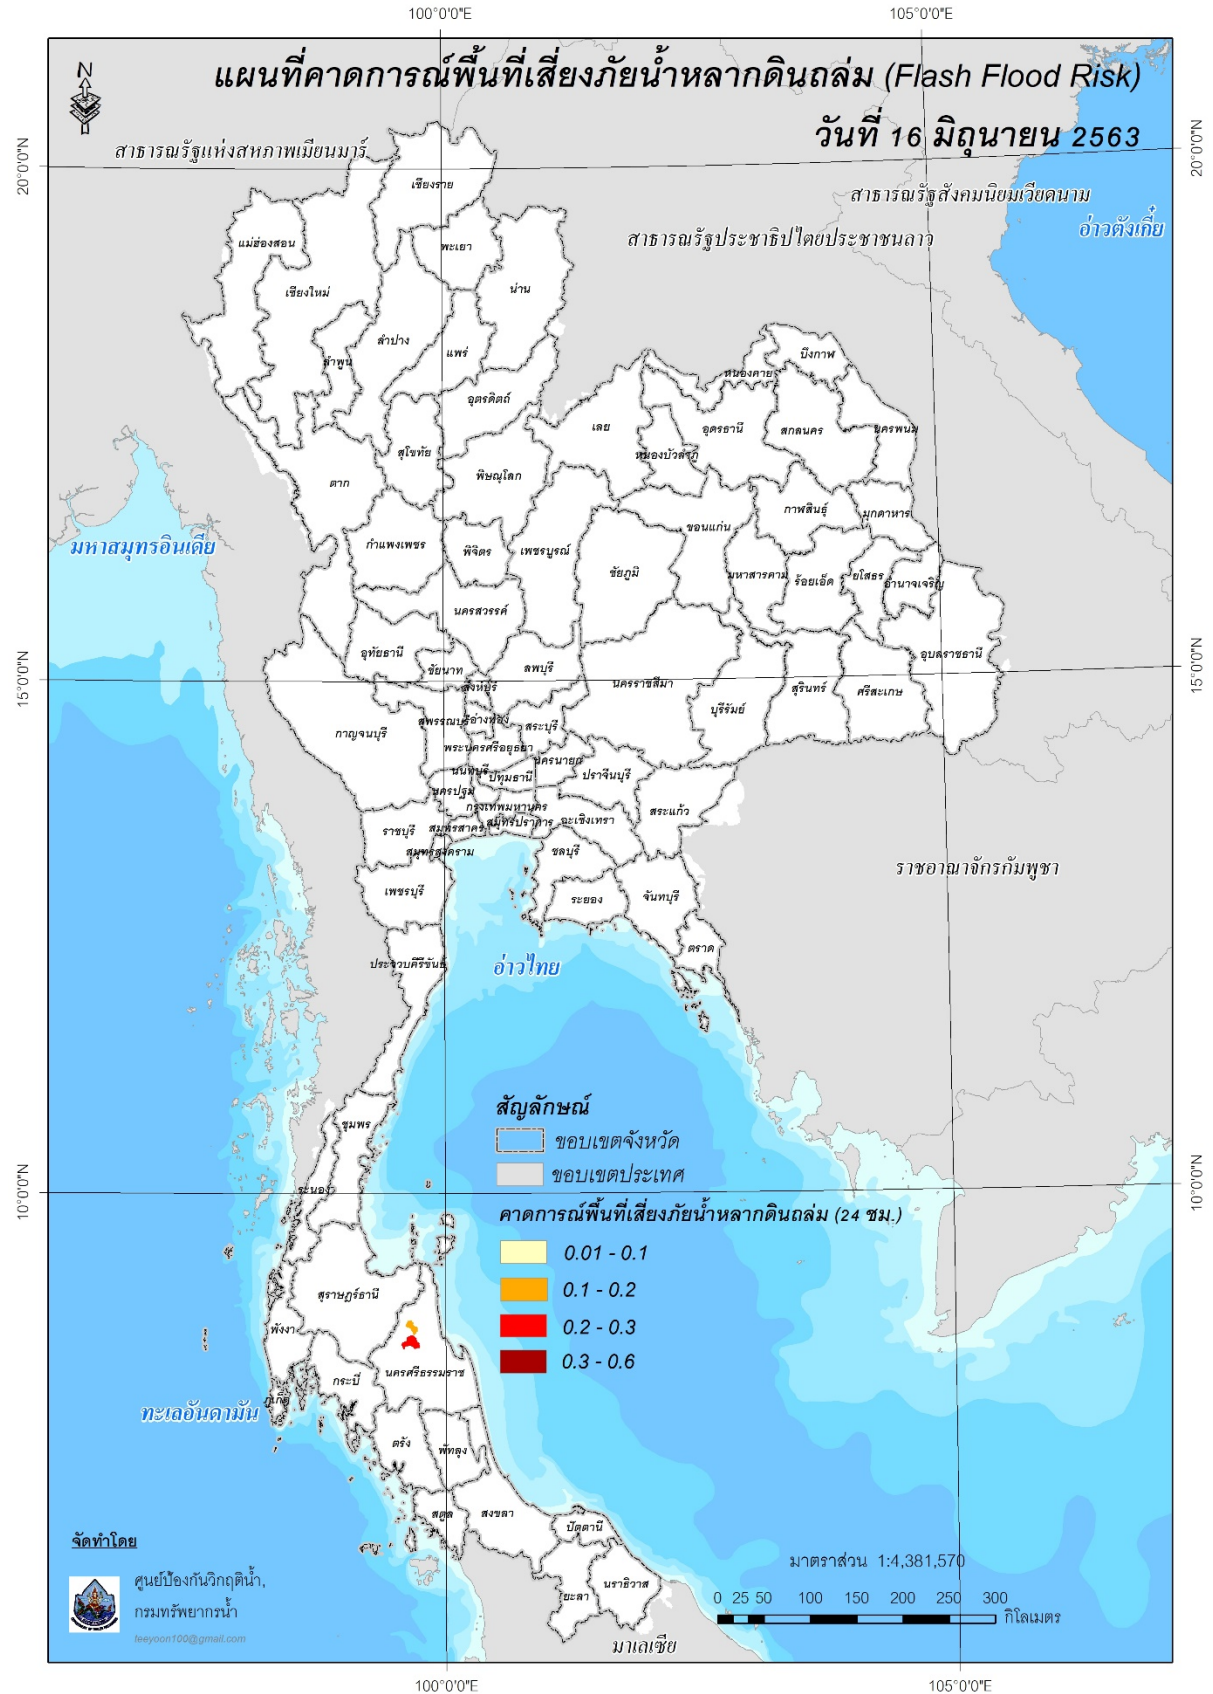 100°0'0"E
105°0'0"E
N
แผนที่คาดการณ์พื้นที่เสี่ยงภัยน้ำหลากดินถล่ม (Flash Flood Risk)
วันที่ 16 มิถุนายน 2563
20°0'0"N
20°0'0"N
สาธารณรัฐแห่งสหภาพเมียนมาร์
สาธารณรัฐสังคมนิยมเวียดนาม
สาธารณรัฐประชาธิปไตยประชาชนลาว
อ่าวตังเกี๋ย
เชียงราย
แม่ฮ่องสอน
พะเยา
เชียงใหม่
น่าน
ลำปาง
แพร่
ลำพูน
บึงกาฬ
หนองคาย
อุตรดิตถ์
เลย
อุดรธานี
สกลนคร
นครพนม
สุโขทัย
หนองบัวลำภู
ตาก
พิษณุโลก
กาฬสินธุ์
มุกดาหาร
ขอนแก่น
มหาสมุทรอินเดีย
กำแพงเพชร
พิจิตร
เพชรบูรณ์
ชัยภูมิ
มหาสารคาม
ร้อยเอ็ด
ยโสธร
อำนาจเจริญ
นครสวรรค์
อุทัยธานี
ชัยนาท
ลพบุรี
อุบลราชธานี
15°0'0"N
15°0'0"N
สิงห์บุรี
นครราชสีมา
สุรินทร์
ศรีสะเกษ
บุรีรัมย์
สุพรรณบุรี
อ่างทอง
สระบุรี
กาญจนบุรี
พระนครศรีอยุธยา
นครนายก
นนทบุรี
ปทุมธานี
ปราจีนบุรี
นครปฐม
กรุงเทพมหานคร
สระแก้ว
ราชบุรี
สมุทรสาคร
สมุทรปราการ
ฉะเชิงเทรา
สมุทรสงคราม
ชลบุรี
ราชอาณาจักรกัมพูชา
เพชรบุรี
ระยอง
จันทบุรี
ตราด
ประจวบคีรีขันธ์
อ่าวไทย
สัญลักษณ์
ขอบเขตจังหวัด
ขอบเขตประเทศ
ชุมพร
ระนอง
10°0'0"N
10°0'0"N
คาดการณ์พื้นที่เสี่ยงภัยน้ำหลากดินถล่ม (24 ชม.)
0.01 - 0.1
0.1 - 0.2
0.2 - 0.3
0.3 - 0.6
สุราษฎร์ธานี
พังงา
นครศรีธรรมราช
กระบี่
ภูเก็ต
ทะเลอันดามัน
ตรัง
พัทลุง
สตูล
สงขลา
ปัตตานี
ยะลา
นราธิวาส
มาเลเซีย
จัดทำโดย
ศูนย์ป้องกันวิกฤติน้ำ,
กรมทรัพยากรน้ำ
feeyoon100@gmail.com
มาตราส่วน 1:4,381,570
0 25 50 100 150 200 250 300
กิโลเมตร
100°0'0"E
105°0'0"E